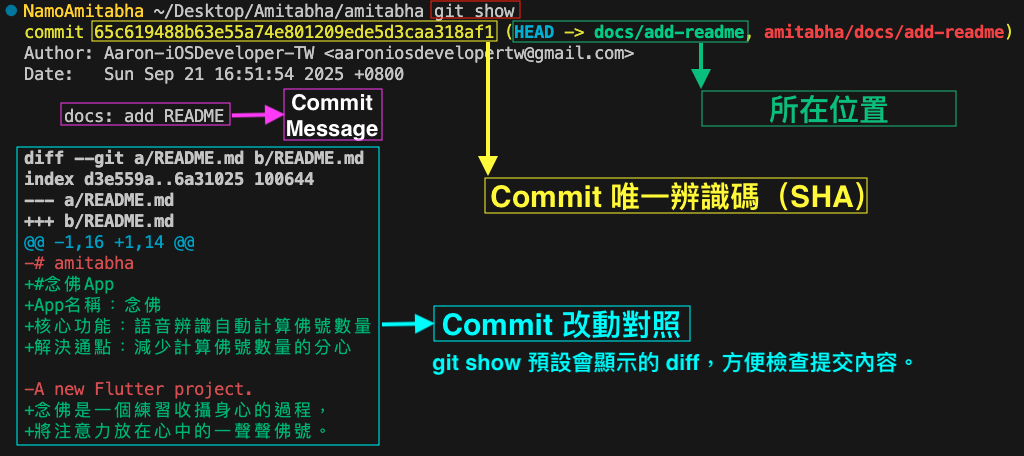 NamoAmitabha ~/Desktop/Amitabha/amitabha git show
commit 65c619488b63e55a74e801209ede5d3caa318af1 (HEAD -> docs/add-readme, amitabha/docs/add-readme)
Author: Aaron-iOSDeveloper-TW <aaroniosdevelopertw@gmail.com>
Date:   Sun Sep 21 16:51:54 2025 +0800
所在位置
docs: add README
Commit
Message
Commit 唯一辨識碼（SHA）
diff --git a/README.md b/README.md
index d3e559a..6a31025 100644
--- a/README.md
+++ b/README.md
@@ -1,16 +1,14 @@
-# amitabha
+#念佛App
+App名稱：念佛
+核心功能：語音辨識自動計算佛號數量
+解決通點：減少計算佛號數量的分心
Commit 改動對照
git show 預設會顯示的 diff，方便檢查提交內容。
-A new Flutter project.
+念佛是一個練習收攝身心的過程，
+將注意力放在心中的一聲聲佛號。